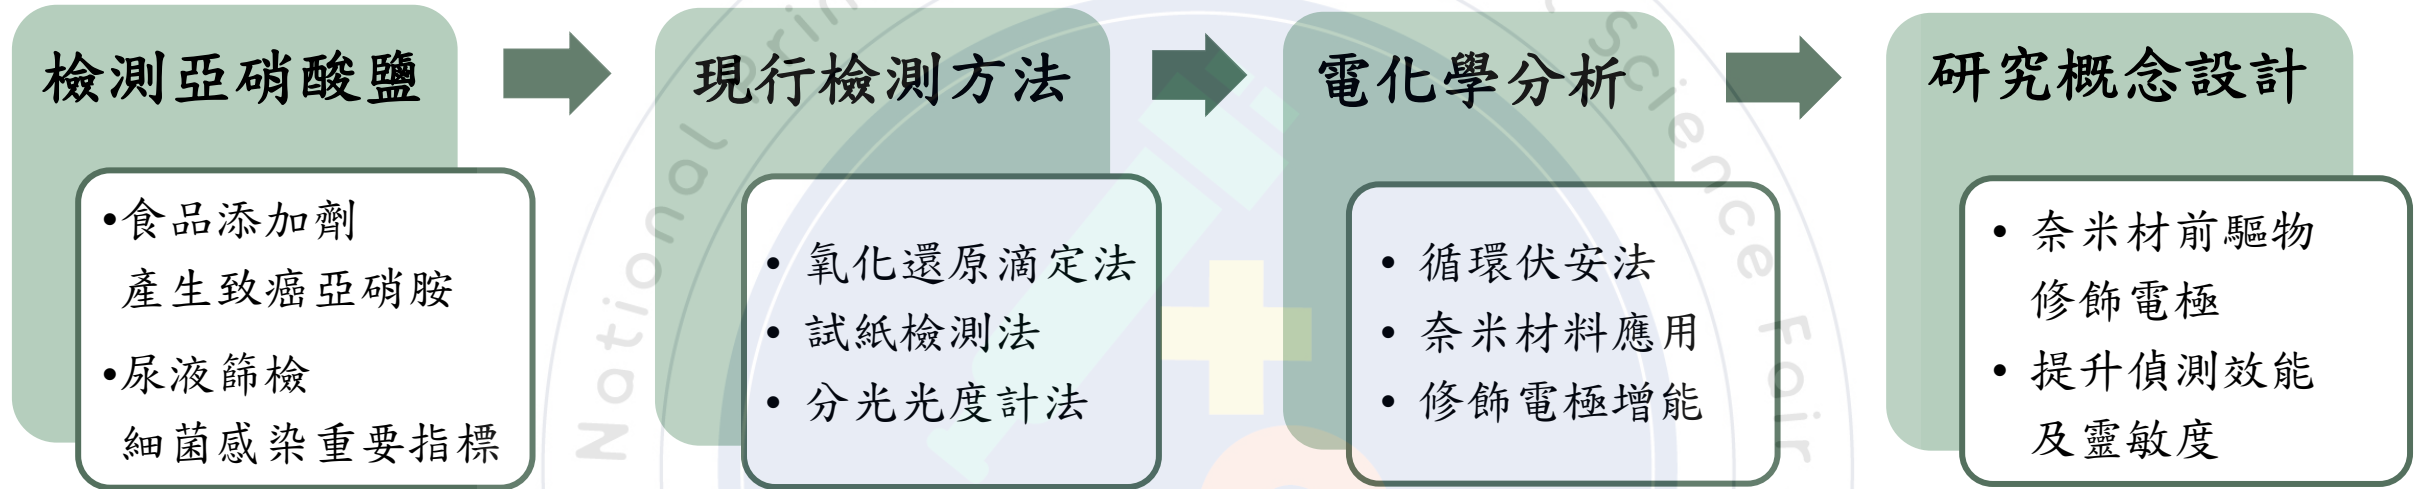 檢測亞硝酸鹽
•食品添加劑
產生致癌亞硝胺
•尿液篩檢
細菌感染重要指標
現行檢測方法
• 氧化還原滴定法
• 試紙檢測法
• 分光光度計法
電化學分析
• 循環伏安法
• 奈米材料應用
• 修飾電極增能
研究概念設計
• 奈米材前驅物
修飾電極
• 提升偵測效能
及靈敏度
National Prim
Science Fair